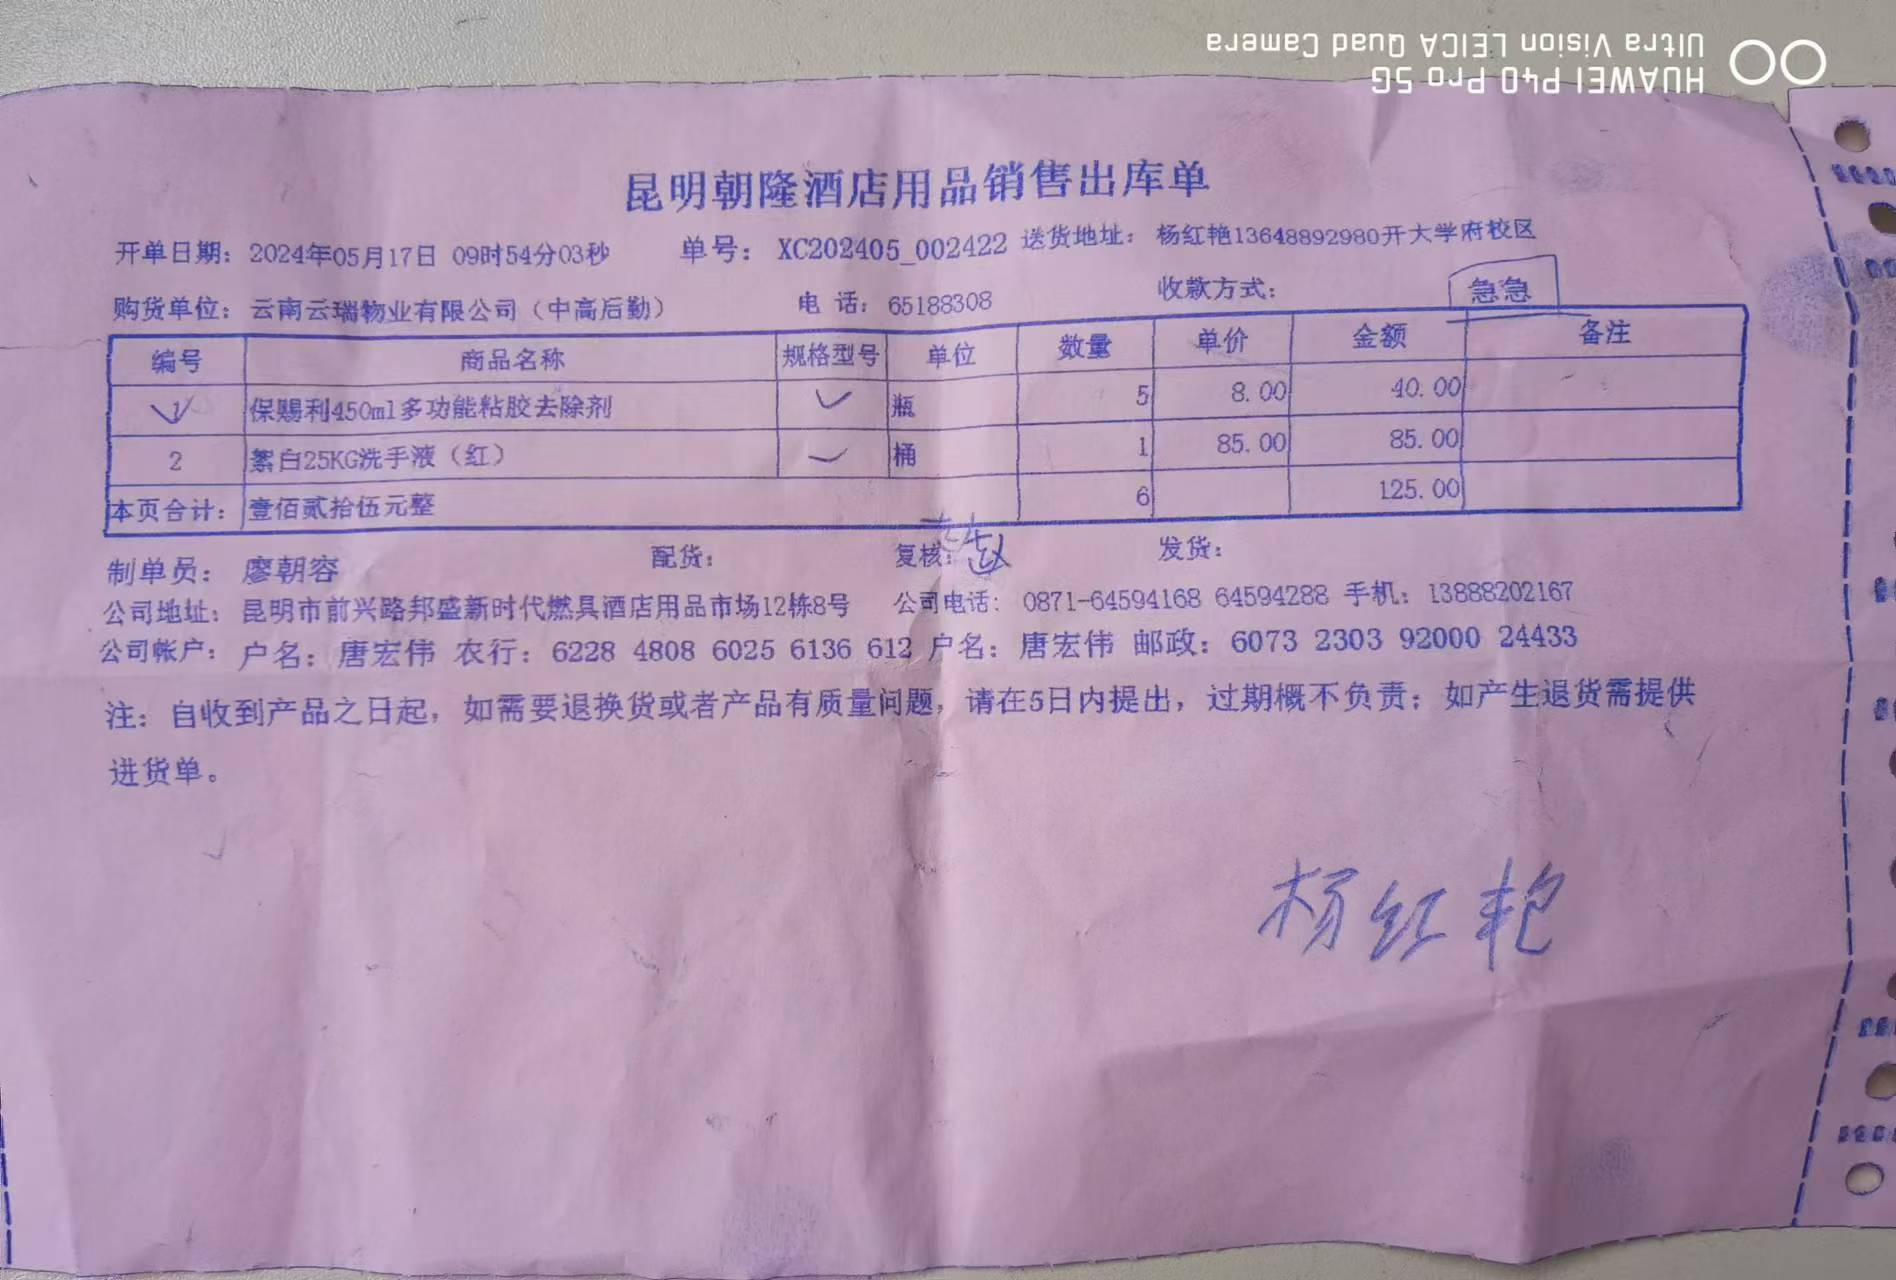 HUAWEI P40 Pro 5G
Ultra Vision LEICA Quad Camera
昆明朝隆酒店用品销售出库单
开单日期: 2024年05月17日 09时54分03秒 单号: XC202405_002422 送货地址: 杨红艳13648892980开大学府校区
购货单位: 云南云瑞物业有限公司（中高后勤） 电 话: 65188308 收款方式: 急急
编号 商品名称 规格型号 单位 数量 单价 金额 备注
1 保赐利450ml多功能粘胶去除剂 瓶 5 8.00 40.00
2 絮白25KG洗手液（红） 桶 1 85.00 85.00
本页合计: 壹佰贰拾伍元整 6 125.00
制单员: 廖朝容 配货: 复核: 发货:
公司地址: 昆明市前兴路邦盛新时代燃具酒店用品市场12栋8号 公司电话: 0871-64594168 64594288 手机: 13888202167
公司帐户: 户名: 唐宏伟 农行: 6228 4808 6025 6136 612 户名: 唐宏伟 邮政: 6073 2303 92000 24433
注: 自收到产品之日起, 如需要退换货或者产品有质量问题, 请在5日内提出, 过期概不负责; 如产生退货需提供
进货单。
杨红艳